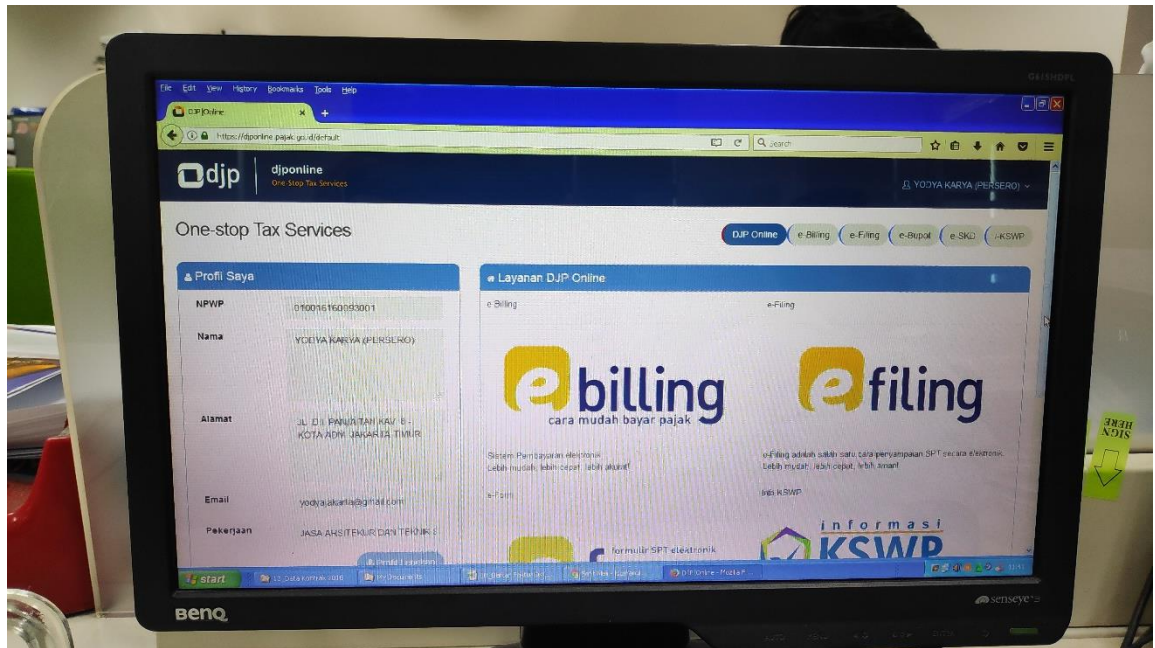 File Edit View History Bookmarks Tools Help
DJP Online
https://djponline.pajak.go.id/default
Search
djp
djponline
One-Stop Tax Services
YODYA KARYA (PERSERO)
One-stop Tax Services
DJP Online e-Billing e-Filing e-Bupot e-SKD i-KSWP
Profil Saya
NPWP
Nama
YODYA KARYA (PERSERO)
Alamat
KOTA ADM. JAKARTA TIMUR
Email
yodyajakarta@gmail.com
Pekerjaan
JASA ARSITEKUR DAN TEKNIK S
Layanan DJP Online
e-Billing
e-Filing
e billing
cara mudah bayar pajak
e filing
Sistem Pembayaran elektronik
Lebih mudah, lebih cepat, lebih akurat!
e-Filing adalah salah satu cara penyampaian SPT secara elektronik
Lebih mudah, lebih cepat, lebih aman!
e-Form
Info KSWP
formulir SPT elektronik
informasi
KSWP
start
My Documents
BenQ
senseye
SIGN
HERE